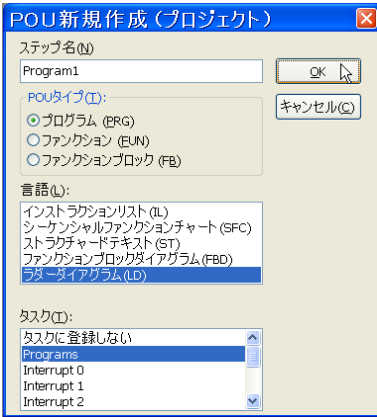 POU新規作成(プロジェクト)
ステップ名(N)
Program1
OK
キャンセル(C)
POUタイプ(T):
プログラム (PRG)
ファンクション (FUN)
ファンクションブロック (FB)
言語(L):
インストラクションリスト(IL)
シーケンシャルファンクションチャート(SFC)
ストラクチャードテキスト(ST)
ファンクションブロックダイアグラム(FBD)
ラダーダイアグラム(LD)
タスク(T):
タスクに登録しない
Programs
Interrupt 0
Interrupt 1
Interrupt 2